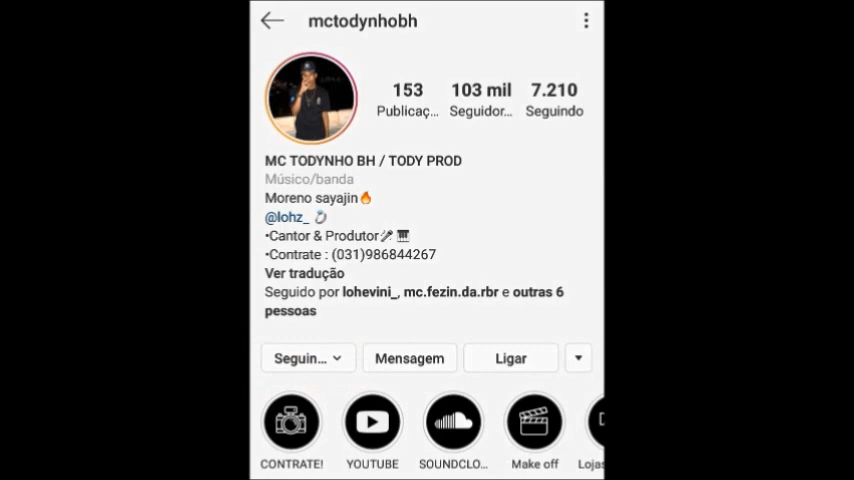 mctodynhobh
153 103 mil 7.210
Publicaç... Seguidor... Seguindo
MC TODYNHO BH / TODY PROD
Músico/banda
Moreno sayajin🔥
@lohz_ 💍
•Cantor & Produtor🎤 🎹
•Contrate : (031)986844267
Ver tradução
Seguido por lohevini_, mc.fezin.da.rbr e outras 6
pessoas
Seguin... Mensagem Ligar
CONTRATE! YOUTUBE SOUNDCLO... Make off Lojas